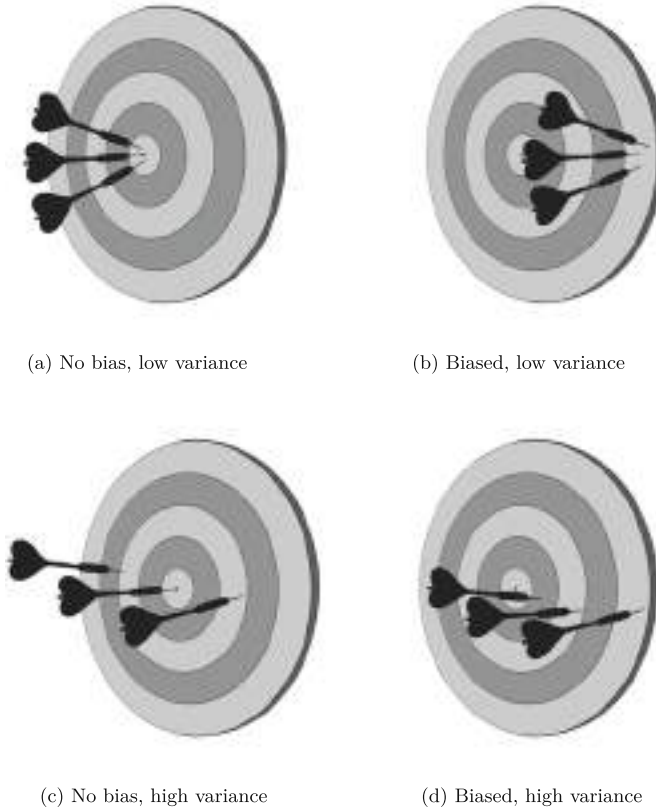 (a) No bias, low variance
(b) Biased, low variance
(c) No bias, high variance
(d) Biased, high variance